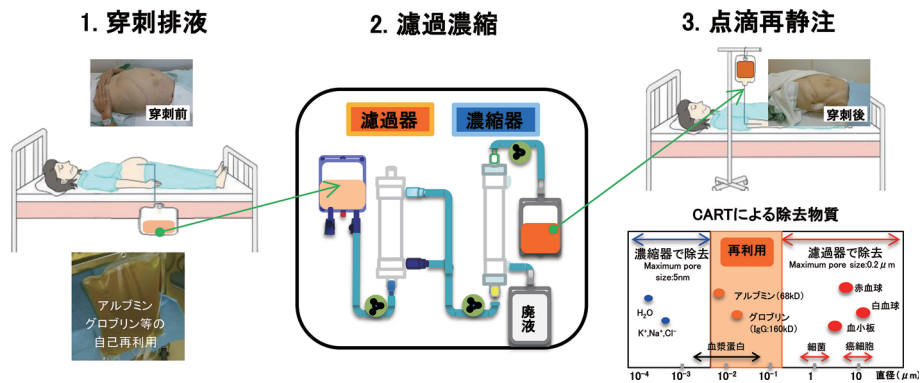 1. 穿刺排液
穿刺前
アルブミン
グロブリン等の
自己再利用
2. 濾過濃縮
濾過器
濃縮器
廃液
3. 点滴再静注
穿刺後
CARTによる除去物質
濃縮器で除去
Maximum pore
size:5nm
再利用
濾過器で除去
Maximum pore size:0.2μm
H₂O
K⁺,Na⁺,Cl⁻
アルブミン(68kD)
グロブリン
(IgG:160kD)
赤血球
白血球
血小板
血漿蛋白
細菌
癌細胞
10⁻⁴ 10⁻³ 10⁻² 10⁻¹ 1 10 直径(μm)